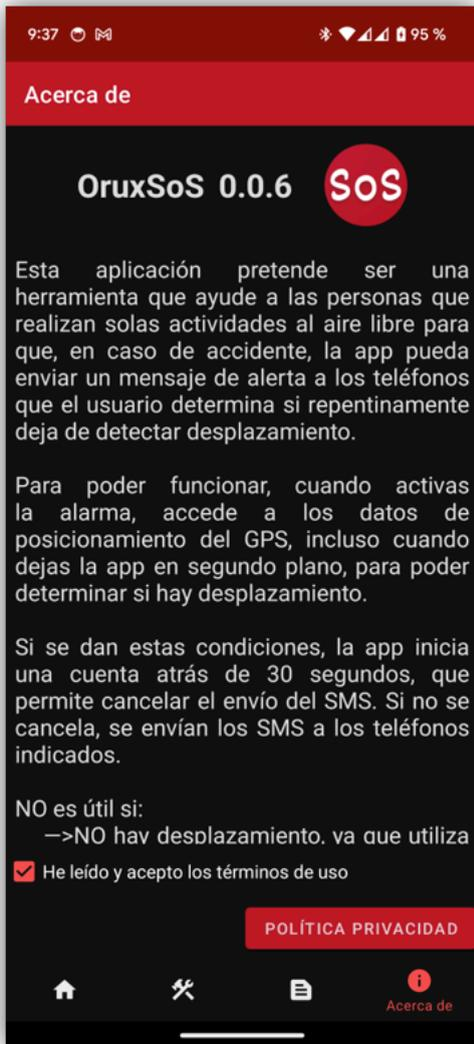 9:37 95 %
Acerca de
OruxSoS 0.0.6 SoS
Esta aplicación pretende ser una
herramienta que ayude a las personas que
realizan solas actividades al aire libre para
que, en caso de accidente, la app pueda
enviar un mensaje de alerta a los teléfonos
que el usuario determina si repentinamente
deja de detectar desplazamiento.
Para poder funcionar, cuando activas
la alarma, accede a los datos de
posicionamiento del GPS, incluso cuando
dejas la app en segundo plano, para poder
determinar si hay desplazamiento.
Si se dan estas condiciones, la app inicia
una cuenta atrás de 30 segundos, que
permite cancelar el envío del SMS. Si no se
cancela, se envían los SMS a los teléfonos
indicados.
NO es útil si:
—>NO hay desplazamiento, ya que utiliza
He leído y acepto los términos de uso
POLÍTICA PRIVACIDAD
Acerca de